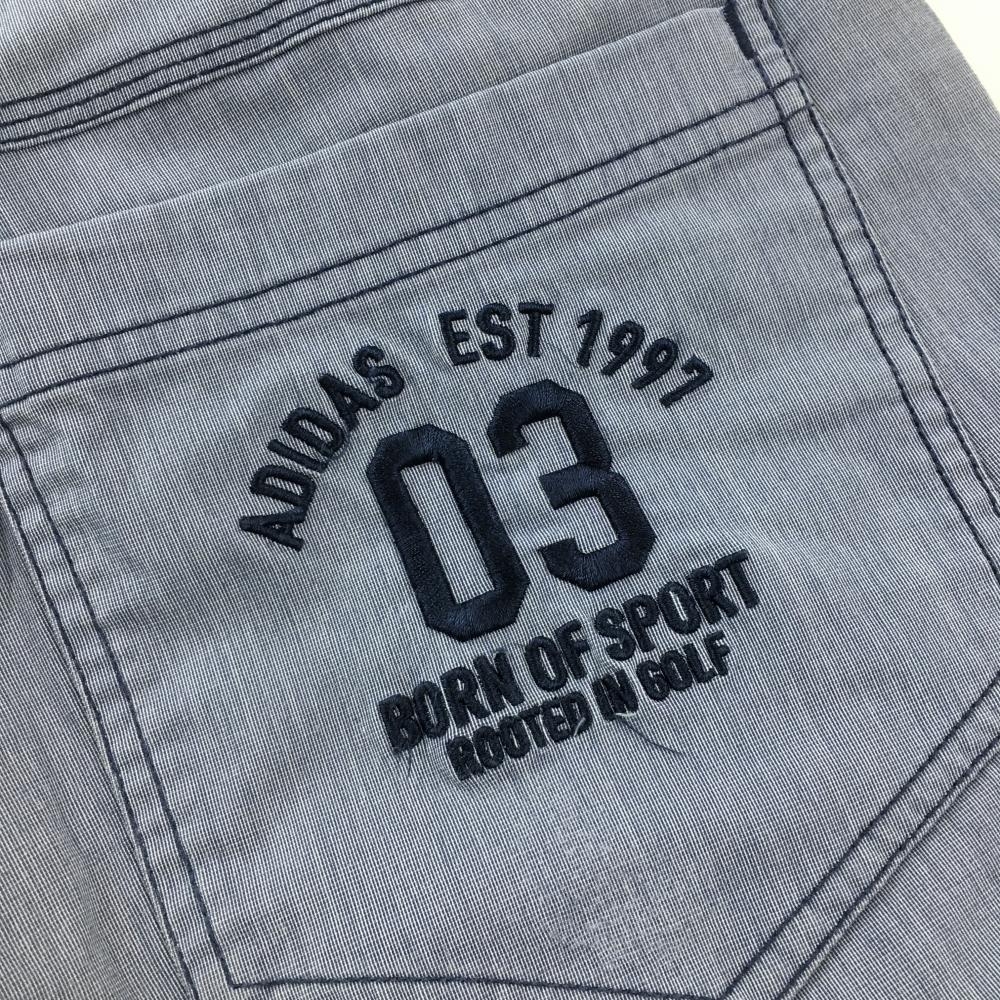 ADIDAS EST 1997
03
BORN OF SPORT
ROOTED IN GOLF